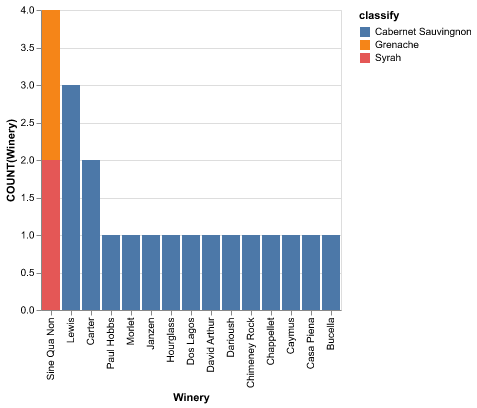 4.0
3.5
3.0
2.5
2.0
1.5
1.0
0.5
0.0
COUNT(Winery)
Sine Qua Non
Lewis
Carter
Paul Hobbs
Morlet
Janzen
Hourglass
Dos Lagos
David Arthur
Darioush
Chimeney Rock
Chappellet
Caymus
Casa Piena
Bucella
Winery
classify
Cabernet Sauvingnon
Grenache
Syrah